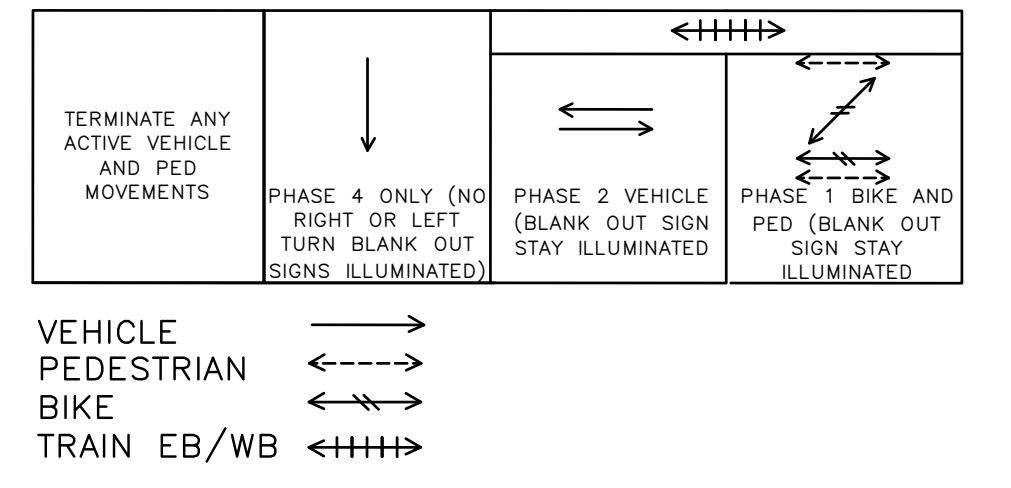 TERMINATE ANY
ACTIVE VEHICLE
AND PED
MOVEMENTS
PHASE 4 ONLY (NO
RIGHT OR LEFT
TURN BLANK OUT
SIGNS ILLUMINATED)
PHASE 2 VEHICLE
(BLANK OUT SIGN
STAY ILLUMINATED
PHASE 1 BIKE AND
PED (BLANK OUT
SIGN STAY
ILLUMINATED
VEHICLE
PEDESTRIAN
BIKE
TRAIN EB/WB